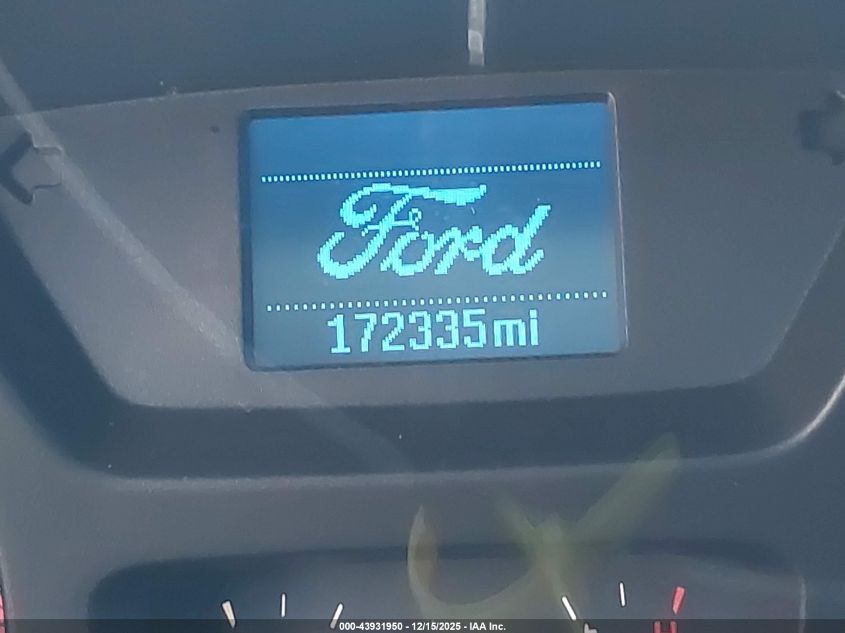 Ford
172335mi
H
000-43931950 - 12/15/2025 - IAA Inc.